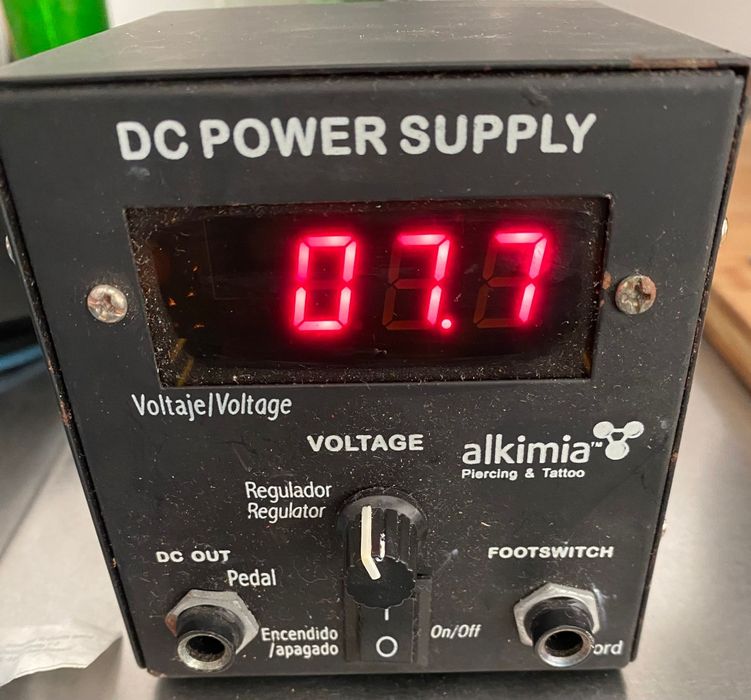 DC POWER SUPPLY
07.7
Voltaje/Voltage
VOLTAGE
alkimia™
Piercing & Tattoo
Regulador
Regulator
DC OUT
Pedal
FOOTSWITCH
Encendido
/apagado
I
O
On/Off